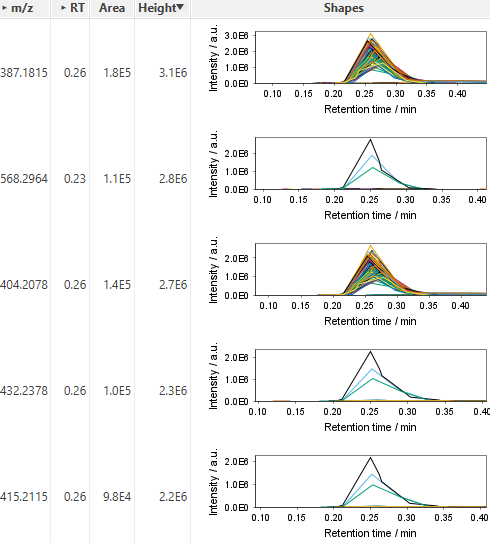 ▸ m/z ▸ RT Area Height▼ Shapes
387.1815 0.26 1.8E5 3.1E6
Intensity / a.u.
3.0E6
2.0E6
1.0E6
0.0E0
0.10 0.15 0.20 0.25 0.30 0.35 0.40
Retention time / min
568.2964 0.23 1.1E5 2.8E6
Intensity / a.u.
2.0E6
1.0E6
0.0E0
0.10 0.15 0.20 0.25 0.30 0.35 0.40
Retention time / min
404.2078 0.26 1.4E5 2.7E6
Intensity / a.u.
2.0E6
1.0E6
0.0E0
0.10 0.15 0.20 0.25 0.30 0.35 0.40
Retention time / min
432.2378 0.26 1.0E5 2.3E6
Intensity / a.u.
2.0E6
1.0E6
0.0E0
0.10 0.15 0.20 0.25 0.30 0.35 0.40
Retention time / min
415.2115 0.26 9.8E4 2.2E6
Intensity / a.u.
2.0E6
1.0E6
0.0E0
0.10 0.15 0.20 0.25 0.30 0.35 0.40
Retention time / min